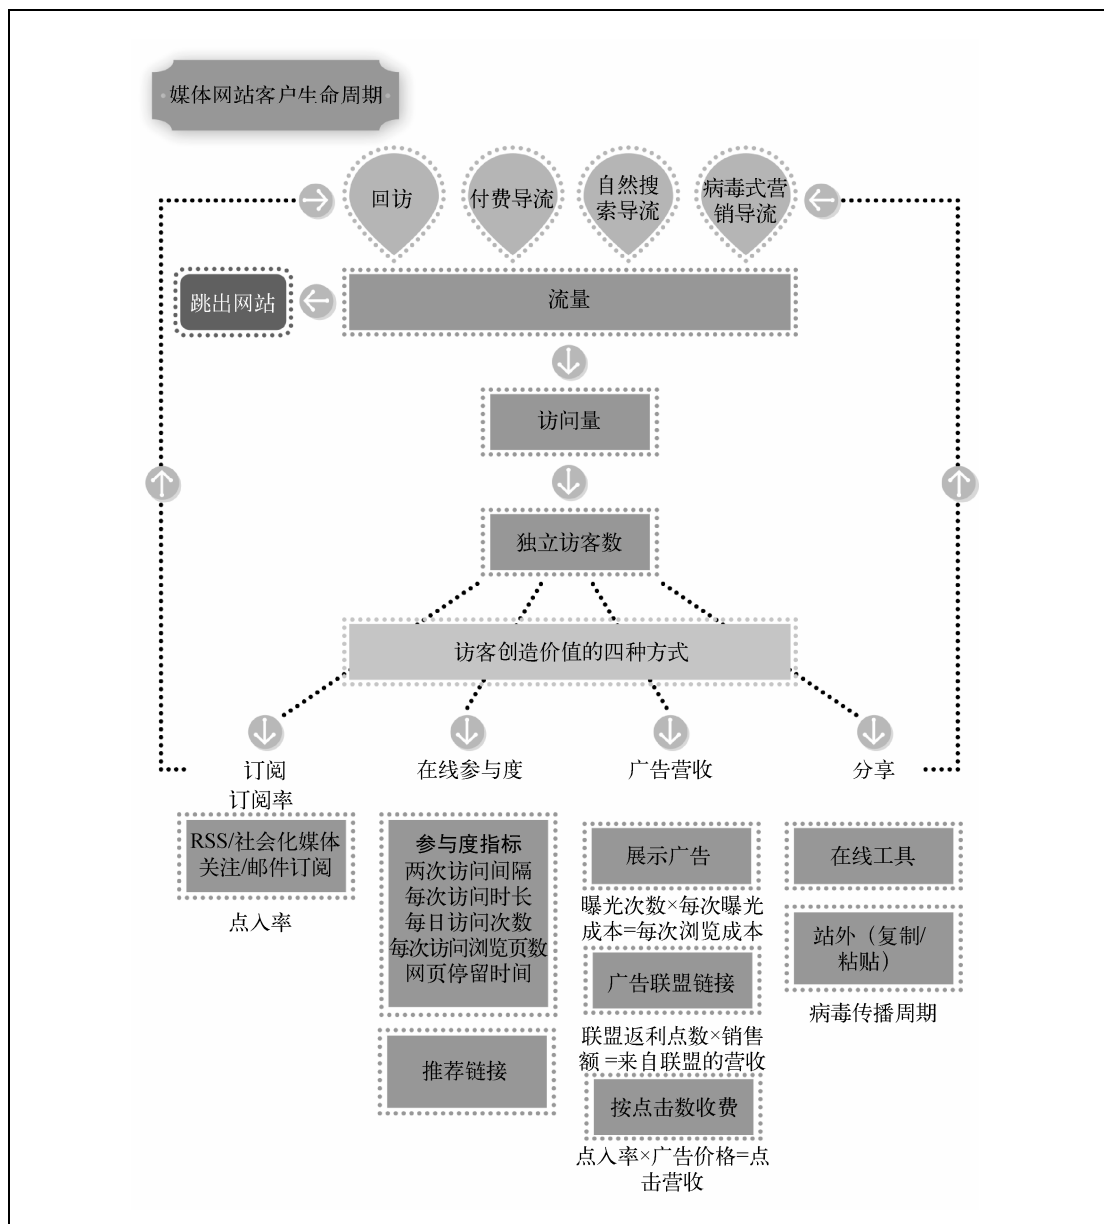 媒体网站客户生命周期
回访
付费导流
自然搜
索导流
病毒式营
销导流
跳出网站
流量
访问量
独立访客数
访客创造价值的四种方式
订阅
订阅率
RSS/社会化媒体
关注/邮件订阅
点入率
在线参与度
参与度指标
两次访问间隔
每次访问时长
每日访问次数
每次访问浏览页数
网页停留时间
推荐链接
广告营收
展示广告
曝光次数×每次曝光
成本=每次浏览成本
广告联盟链接
联盟返利点数×销售
额 =来自联盟的营收
按点击数收费
点入率×广告价格=点
击营收
分享
在线工具
站外（复制/
粘贴）
病毒传播周期